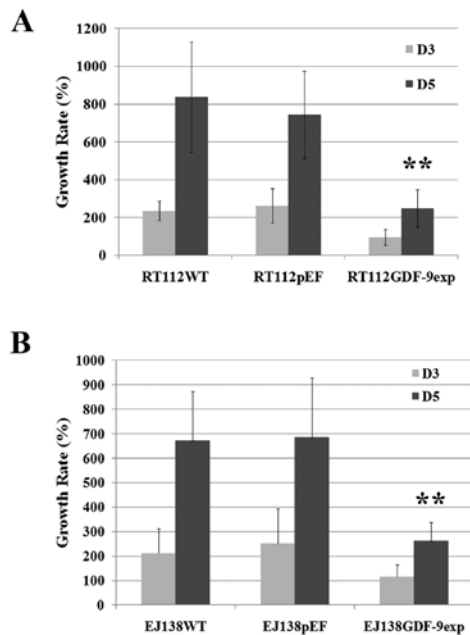 A
1200
1000
800
600
400
200
0
Growth Rate (%)
D3
D5
**
RT112WT RT112pEF RT112GDF-9exp
B
1000
900
800
700
600
500
400
300
200
100
0
Growth Rate (%)
D3
D5
**
EJ138WT EJ138pEF EJ138GDF-9exp